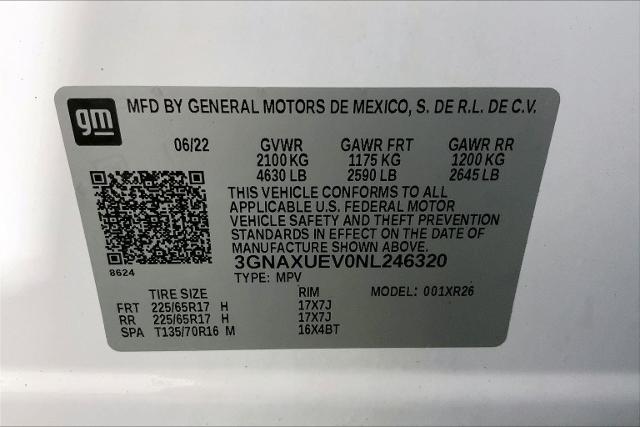 gm
MFD BY GENERAL MOTORS DE MEXICO, S. DE R.L. DE C.V.
06/22 GVWR GAWR FRT GAWR RR
2100 KG 1175 KG 1200 KG
4630 LB 2590 LB 2645 LB
THIS VEHICLE CONFORMS TO ALL
APPLICABLE U.S. FEDERAL MOTOR
VEHICLE SAFETY AND THEFT PREVENTION
STANDARDS IN EFFECT ON THE DATE OF
MANUFACTURE SHOWN ABOVE.
8624
3GNAXUEV0NL246320
TYPE: MPV
TIRE SIZE RIM MODEL: 001XR26
FRT 225/65R17 H 17X7J
RR 225/65R17 H 17X7J
SPA T135/70R16 M 16X4BT